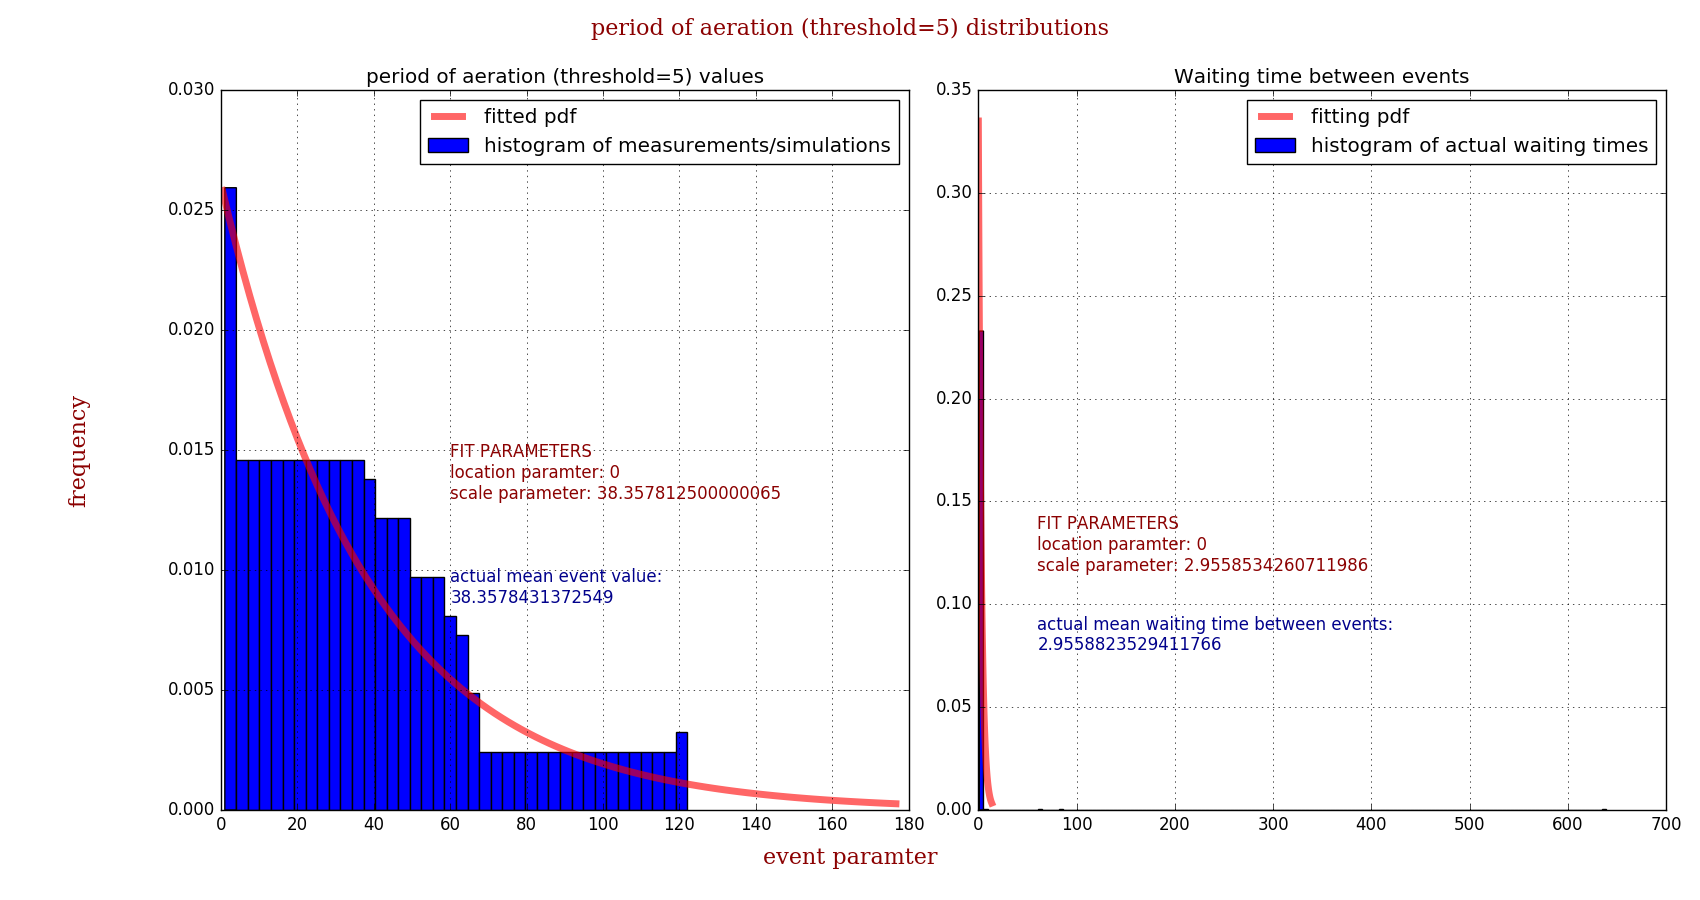 period of aeration (threshold=5) distributions
period of aeration (threshold=5) values
0.030
0.025
0.020
0.015
0.010
0.005
0.000
fitted pdf
histogram of measurements/simulations
FIT PARAMETERS
location paramter: 0
scale parameter: 38.357812500000065
actual mean event value:
38.3578431372549
0 20 40 60 80 100 120 140 160 180
Waiting time between events
0.35
0.30
0.25
0.20
0.15
0.10
0.05
0.00
fitting pdf
histogram of actual waiting times
FIT PARAMETERS
location paramter: 0
scale parameter: 2.9558534260711986
actual mean waiting time between events:
2.9558823529411766
0 100 200 300 400 500 600 700
frequency
event paramter